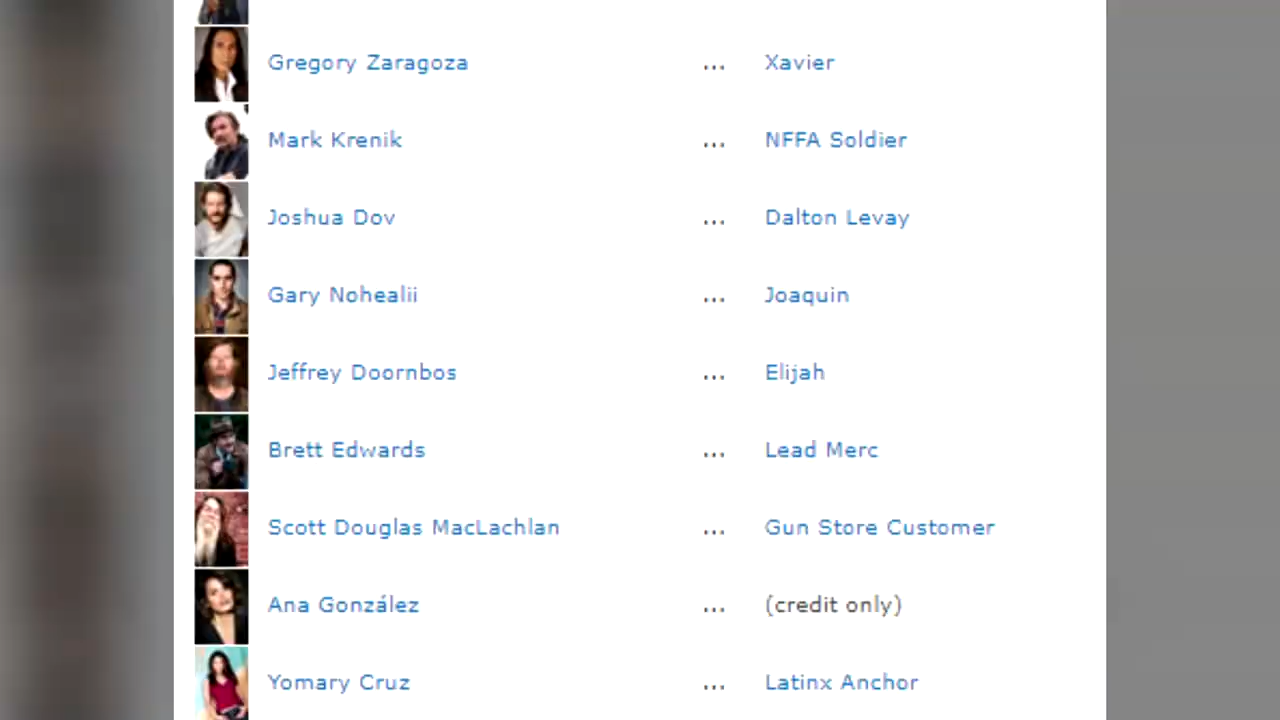 Gregory Zaragoza ... Xavier
Mark Krenik ... NFFA Soldier
Joshua Dov ... Dalton Levay
Gary Nohealii ... Joaquin
Jeffrey Doornbos ... Elijah
Brett Edwards ... Lead Merc
Scott Douglas MacLachlan ... Gun Store Customer
Ana González ... (credit only)
Yomary Cruz ... Latinx Anchor